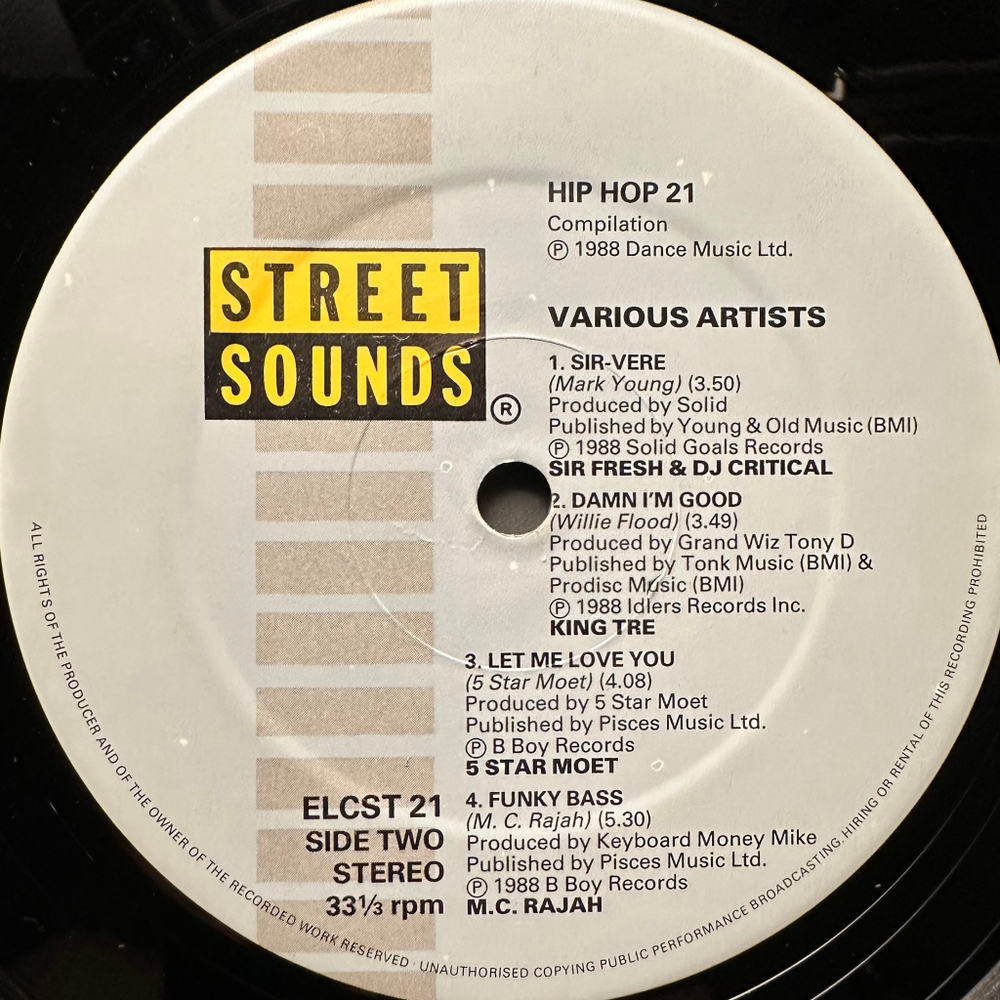 STREET
SOUNDS
®
HIP HOP 21
Compilation
℗ 1988 Dance Music Ltd.
VARIOUS ARTISTS
1. SIR-VERE
(Mark Young) (3.50)
Produced by Solid
Published by Young & Old Music (BMI)
℗ 1988 Solid Goals Records
SIR FRESH & DJ CRITICAL
2. DAMN I'M GOOD
(Willie Flood) (3.49)
Produced by Grand Wiz Tony D
Published by Tonk Music (BMI) &
Prodisc Music (BMI)
℗ 1988 Idlers Records Inc.
KING TRE
3. LET ME LOVE YOU
(5 Star Moet) (4.08)
Produced by 5 Star Moet
Published by Pisces Music Ltd.
℗ B Boy Records
5 STAR MOET
4. FUNKY BASS
(M. C. Rajah) (5.30)
Produced by Keyboard Money Mike
Published by Pisces Music Ltd.
℗ 1988 B Boy Records
M.C. RAJAH
ELCST 21
SIDE TWO
STEREO
33⅓ rpm
ALL RIGHTS OF THE PRODUCER AND OF THE OWNER OF THE RECORDED WORK RESERVED · UNAUTHORISED COPYING PUBLIC PERFORMANCE BROADCASTING, HIRING OR RENTAL OF THIS RECORDING PROHIBITED